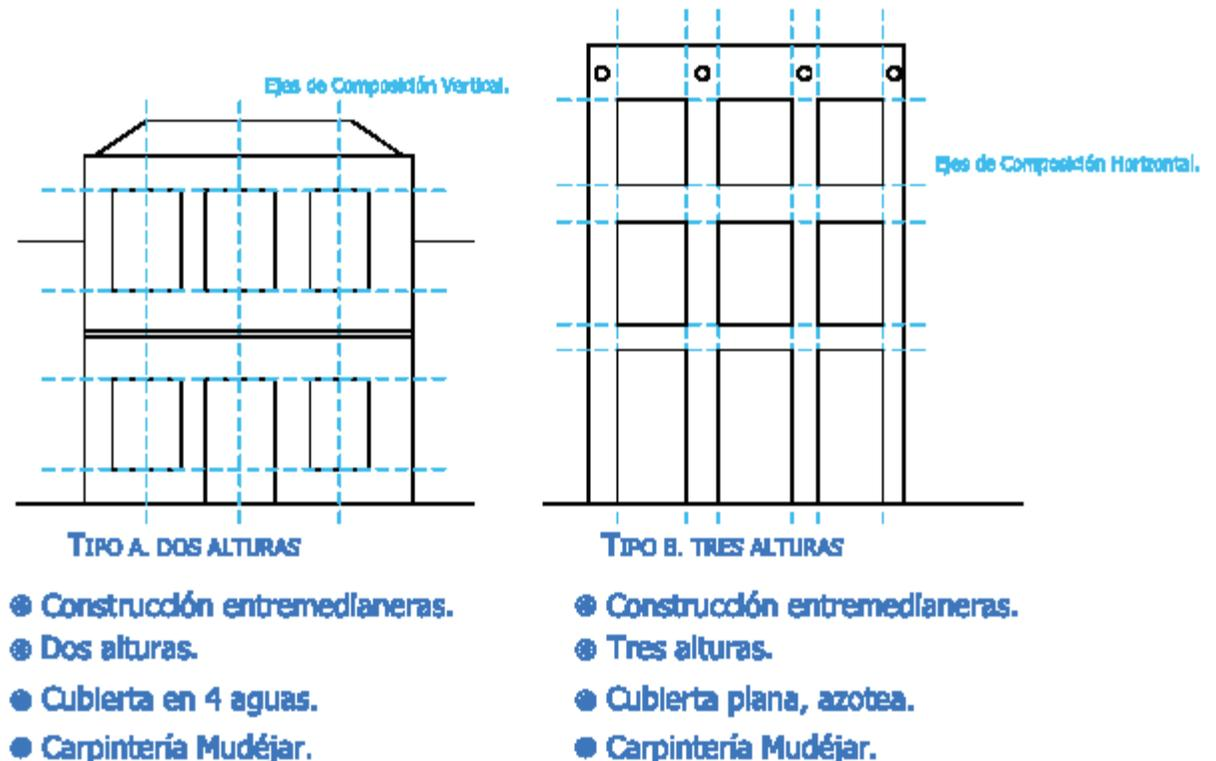 Ejes de Composición Vertical.
Ejes de Composición Horizontal.
TIPO A. DOS ALTURAS
Construcción entremedianeras.
Dos alturas.
Cubierta en 4 aguas.
Carpintería Mudéjar.
TIPO B. TRES ALTURAS
Construcción entremedianeras.
Tres alturas.
Cubierta plana, azotea.
Carpintería Mudéjar.